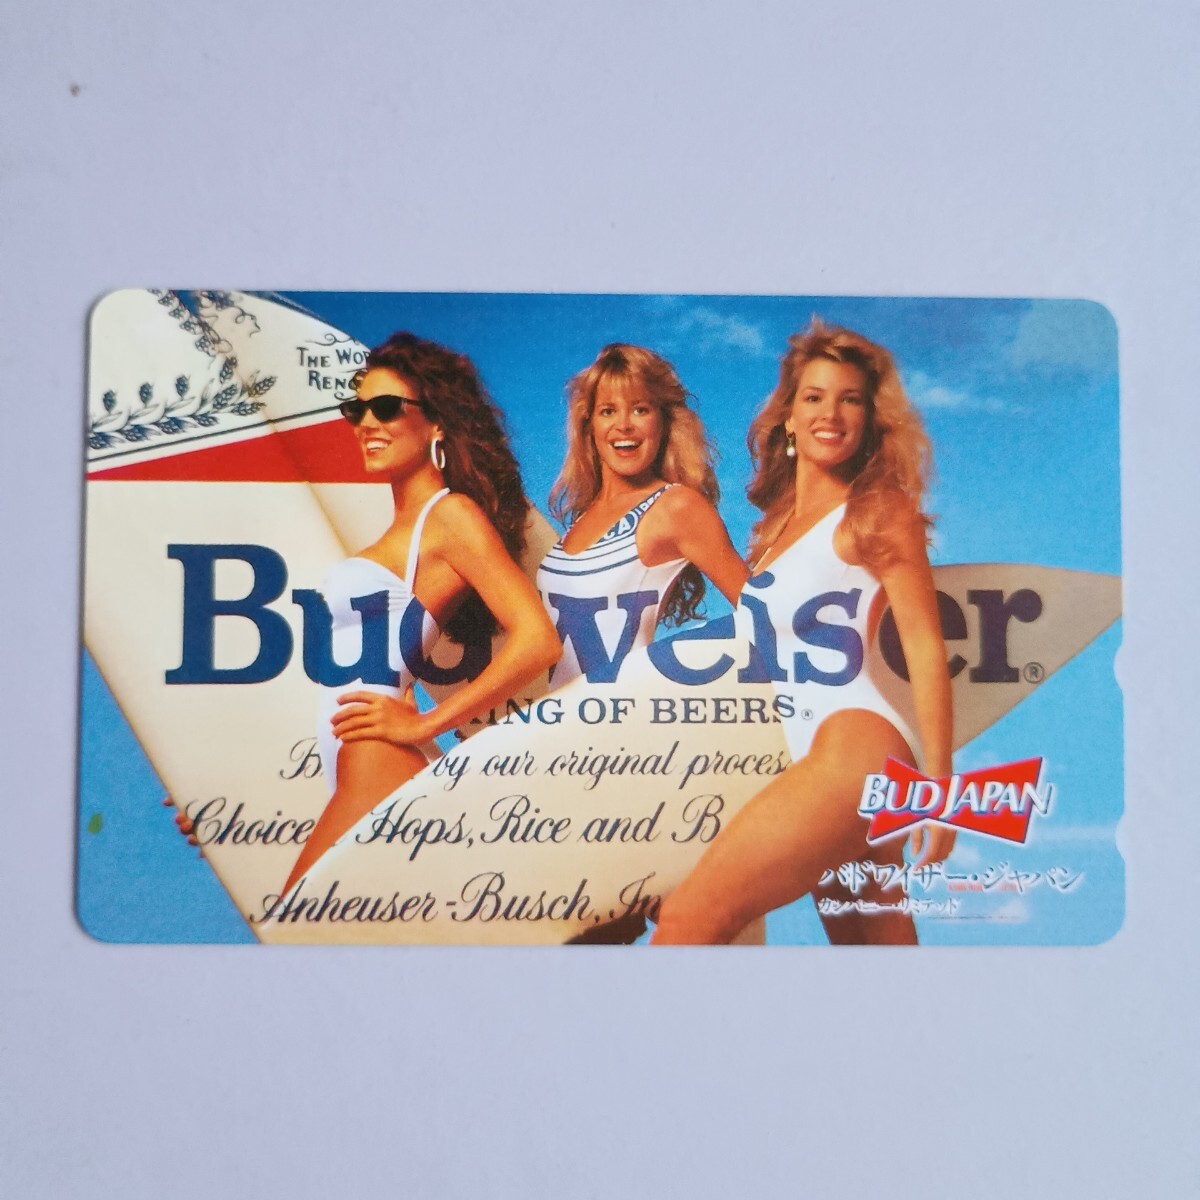 THE WOR
RENO
Budweiser®
KING OF BEERS®
by our original proces
Choice Hops, Rice and B
Anheuser-Busch, In
BUD JAPAN
バドワイザー・ジャパン
カンパニー・リミテッド